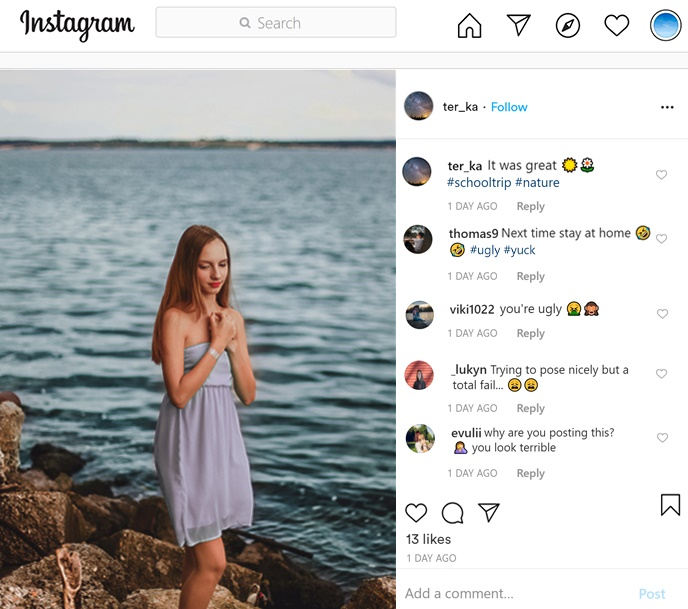 Instagram
Search
ter_ka · Follow
ter_ka It was great 🌞🌼
#schooltrip #nature
1 DAY AGO Reply
thomas9 Next time stay at home 🤣
🤣 #ugly #yuck
1 DAY AGO Reply
viki1022 you're ugly 🤮🙈
1 DAY AGO Reply
_lukyn Trying to pose nicely but a
total fail... 😩😩
1 DAY AGO Reply
evulii why are you posting this?
🤦‍♀️ you look terrible
1 DAY AGO Reply
13 likes
1 DAY AGO
Add a comment... Post